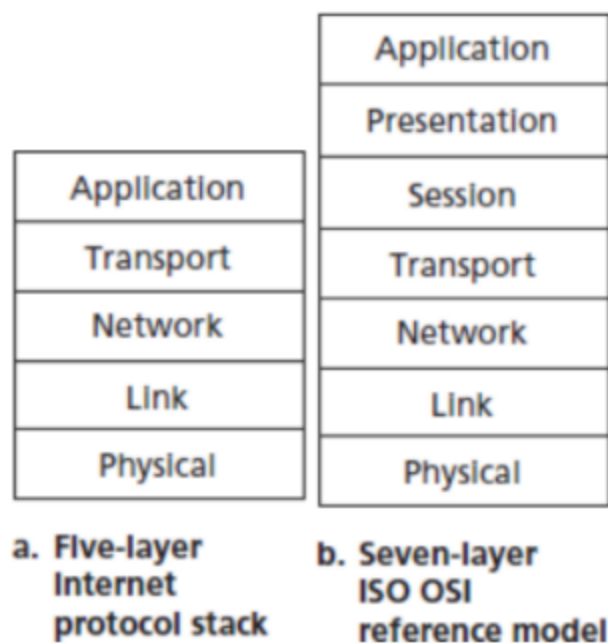 Application
Transport
Network
Link
Physical
a. Five-layer
Internet
protocol stack
Application
Presentation
Session
Transport
Network
Link
Physical
b. Seven-layer
ISO OSI
reference model